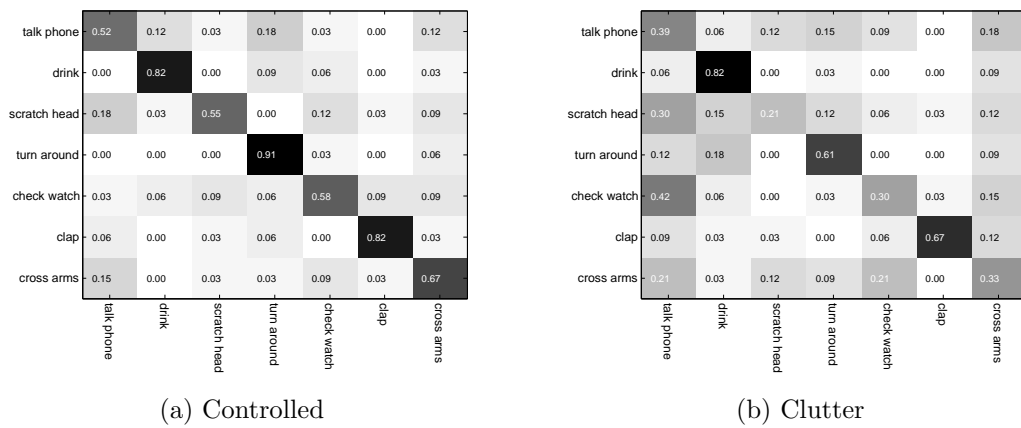 talk phone 0.52 0.12 0.03 0.18 0.03 0.00 0.12
drink 0.00 0.82 0.00 0.09 0.06 0.00 0.03
scratch head 0.18 0.03 0.55 0.00 0.12 0.03 0.09
turn around 0.00 0.00 0.00 0.91 0.03 0.00 0.06
check watch 0.03 0.06 0.09 0.06 0.58 0.09 0.09
clap 0.06 0.00 0.03 0.06 0.00 0.82 0.03
cross arms 0.15 0.00 0.03 0.03 0.09 0.03 0.67
talk phone
drink
scratch head
turn around
check watch
clap
cross arms
(a) Controlled
talk phone 0.39 0.06 0.12 0.15 0.09 0.00 0.18
drink 0.06 0.82 0.00 0.03 0.00 0.00 0.09
scratch head 0.30 0.15 0.21 0.12 0.06 0.03 0.12
turn around 0.12 0.18 0.00 0.61 0.00 0.00 0.09
check watch 0.42 0.06 0.00 0.03 0.30 0.03 0.15
clap 0.09 0.03 0.03 0.00 0.06 0.67 0.12
cross arms 0.21 0.03 0.12 0.09 0.21 0.00 0.33
talk phone
drink
scratch head
turn around
check watch
clap
cross arms
(b) Clutter